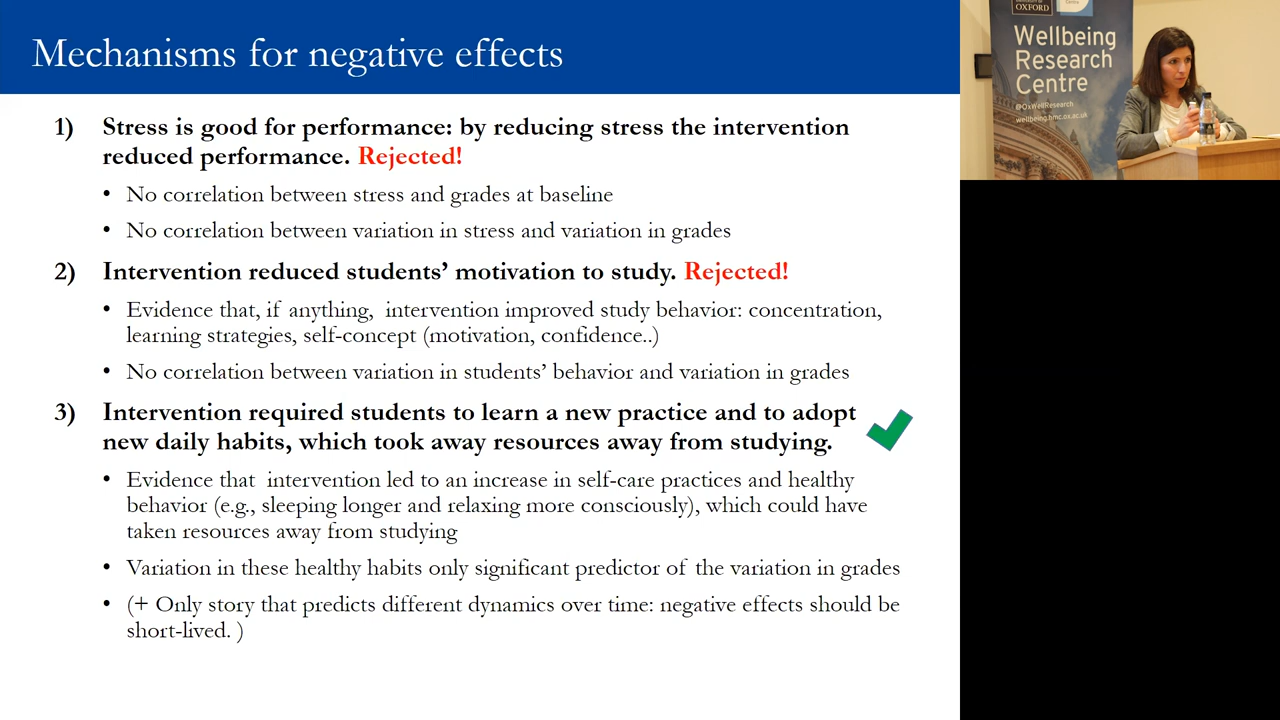 Mechanisms for negative effects
1) Stress is good for performance: by reducing stress the intervention
reduced performance. Rejected!
• No correlation between stress and grades at baseline
• No correlation between variation in stress and variation in grades
2) Intervention reduced students’ motivation to study. Rejected!
• Evidence that, if anything, intervention improved study behavior: concentration,
learning strategies, self-concept (motivation, confidence..)
• No correlation between variation in students’ behavior and variation in grades
3) Intervention required students to learn a new practice and to adopt
new daily habits, which took away resources away from studying.
• Evidence that intervention led to an increase in self-care practices and healthy
behavior (e.g., sleeping longer and relaxing more consciously), which could have
taken resources away from studying
• Variation in these healthy habits only significant predictor of the variation in grades
• (+ Only story that predicts different dynamics over time: negative effects should be
short-lived. )
OXFORD
Centre
Wellbeing
Research
Centre
@OxWellResearch
wellbeing.hmc.ox.ac.uk